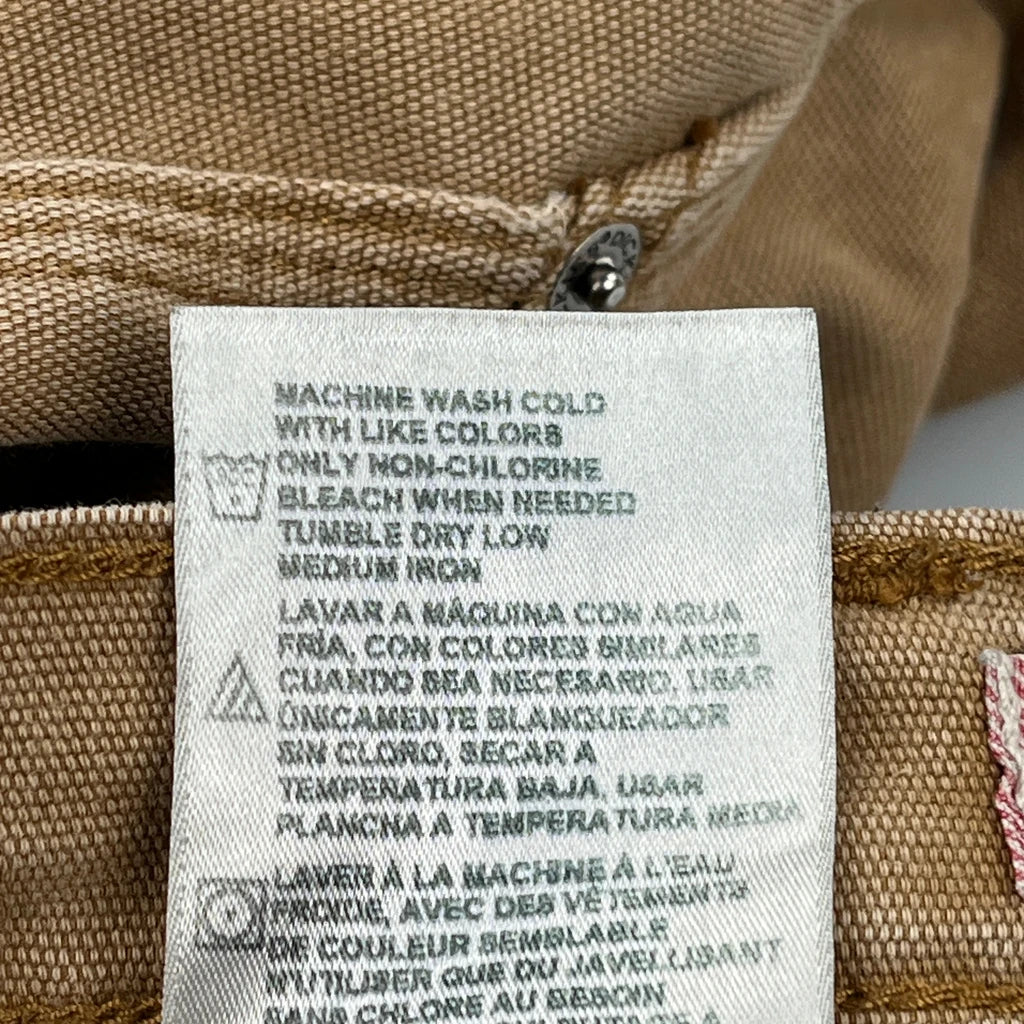 MACHINE WASH COLD
WITH LIKE COLORS
ONLY NON-CHLORINE
BLEACH WHEN NEEDED
TUMBLE DRY LOW
MEDIUM IRON
LAVAR A MÁQUINA CON AGUA
FRÍA, CON COLORES SIMILARES
CUANDO SEA NECESARIO, USAR
ÚNICAMENTE BLANQUEADOR
SIN CLORO, SECAR A
TEMPERATURA BAJA, USAR
PLANCHA A TEMPERATURA MEDIA
LAVER À LA MACHINE À L'EAU
FROIDE, AVEC DES VÊTEMENTS
DE COULEUR SEMBLABLE
N'UTILISER QUE DU JAVELLISANT
SANS CHLORE AU BESOIN